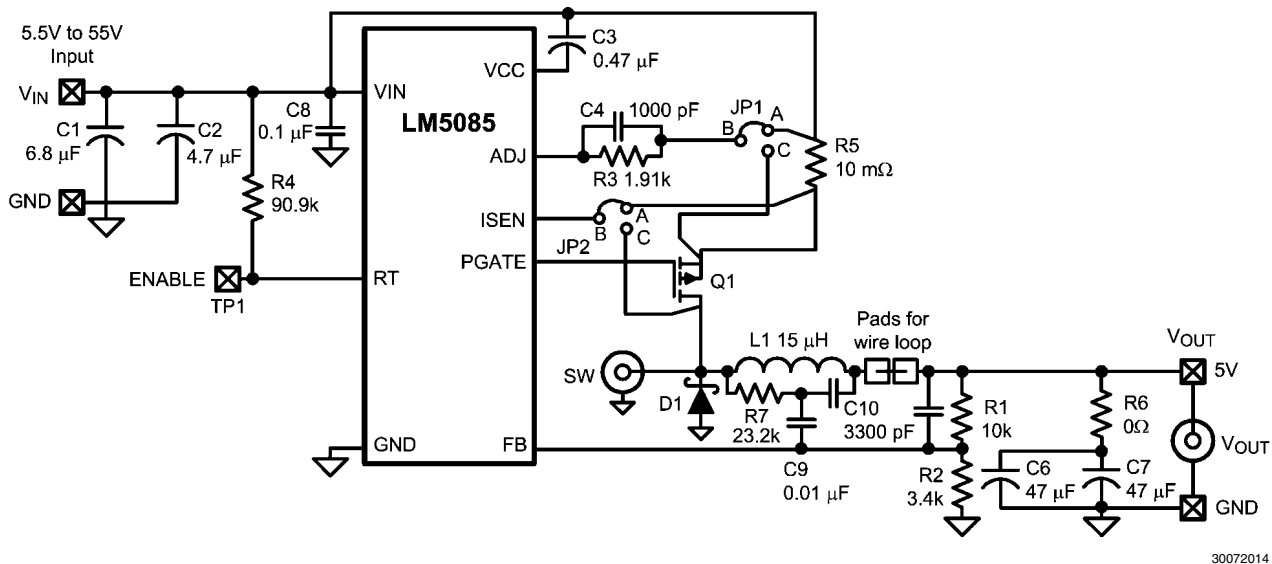 5.5V to 55V
Input
VIN
C1
6.8 μF
C2
4.7 μF
GND
R4
90.9k
C8
0.1 μF
ENABLE
TP1
LM5085
VIN
VCC
ADJ
ISEN
PGATE
RT
GND
FB
C3
0.47 μF
C4
1000 pF
R3 1.91k
JP1
A
B
C
R5
10 mΩ
A
B
C
JP2
Q1
SW
D1
L1 15 μH
Pads for
wire loop
R7
23.2k
C10
3300 pF
C9
0.01 μF
R1
10k
R2
3.4k
R6
0Ω
C6
47 μF
C7
47 μF
VOUT
5V
VOUT
GND
30072014